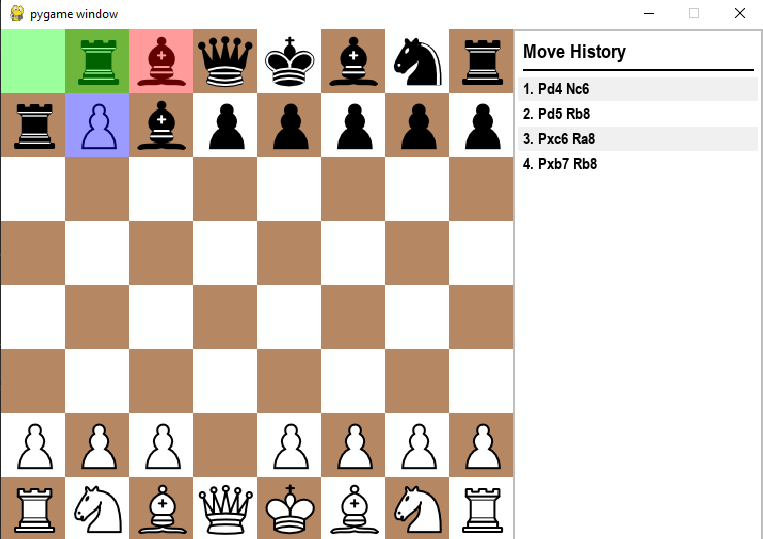 pygame window
Move History
1. Pd4 Nc6
2. Pd5 Rb8
3. Pxc6 Ra8
4. Pxb7 Rb8